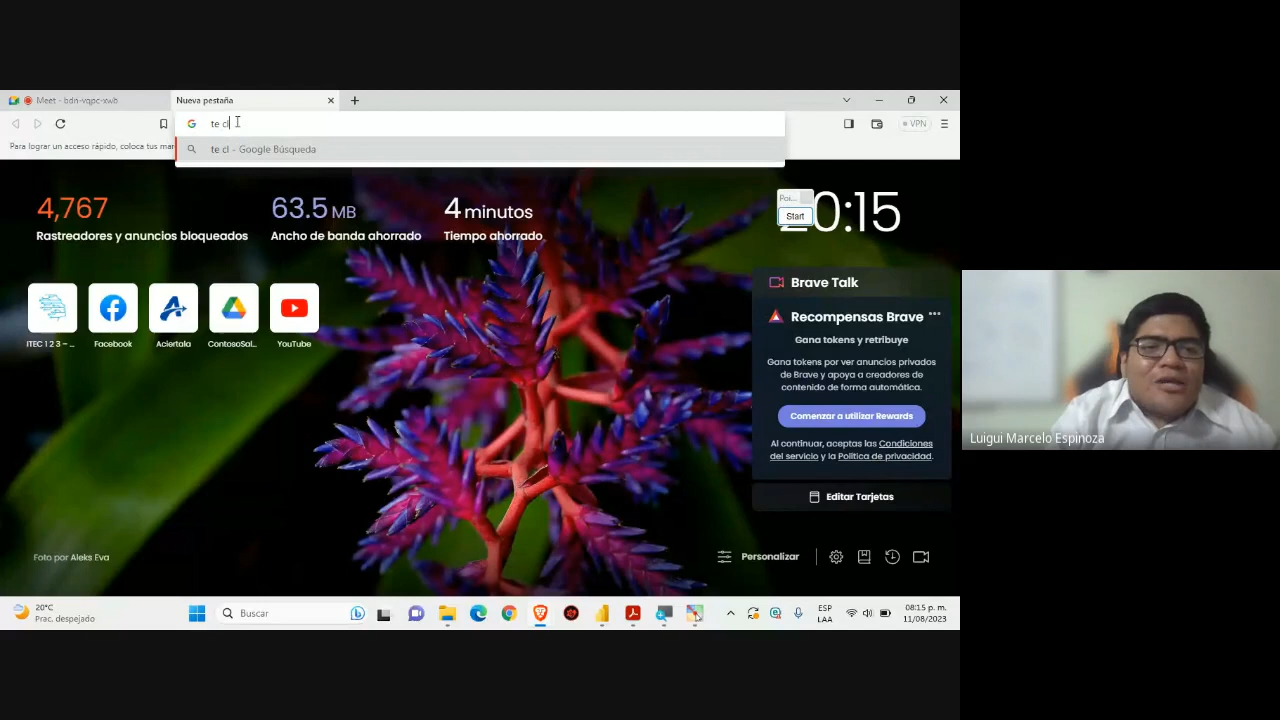 Meet - bdn-vqpc-xwb
Nueva pestaña
te cl
VPN
Para lograr un acceso rápido, coloca tus mar
te cl - Google Búsqueda
4,767
Rastreadores y anuncios bloqueados
63.5 MB
Ancho de banda ahorrado
4 minutos
Tiempo ahorrado
Start
0:15
ITEC 1 2 3 – ...
Facebook
Aciertala
ContosoSal...
YouTube
Brave Talk
Recompensas Brave
Gana tokens y retribuye
Gana tokens por ver anuncios privados
de Brave y apoya a creadores de
contenido de forma automática.
Comenzar a utilizar Rewards
Al continuar, aceptas las Condiciones
del servicio y la Política de privacidad.
Editar Tarjetas
Foto por Aleks Eva
Personalizar
Luigui Marcelo Espinoza
20°C
Prac. despejado
Buscar
ESP
LAA
08:15 p. m.
11/08/2023